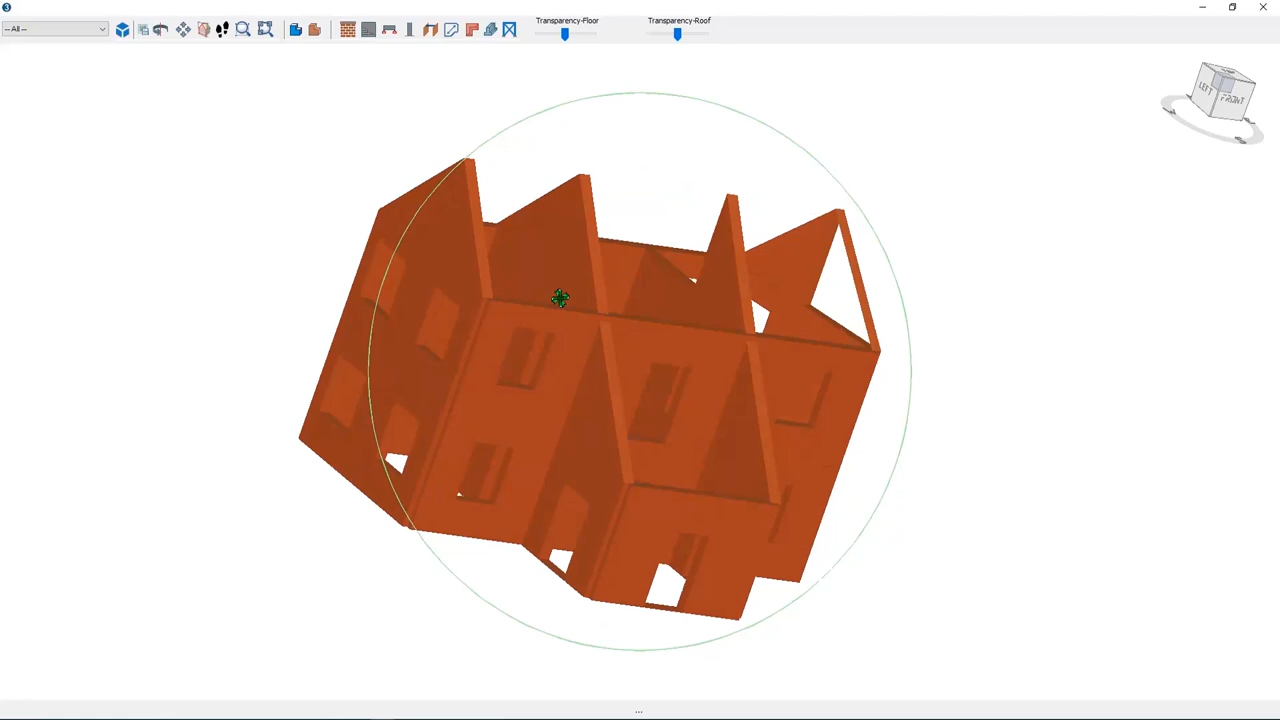 -- All --
Transparency-Floor
Transparency-Roof
LEFT
FRONT
...